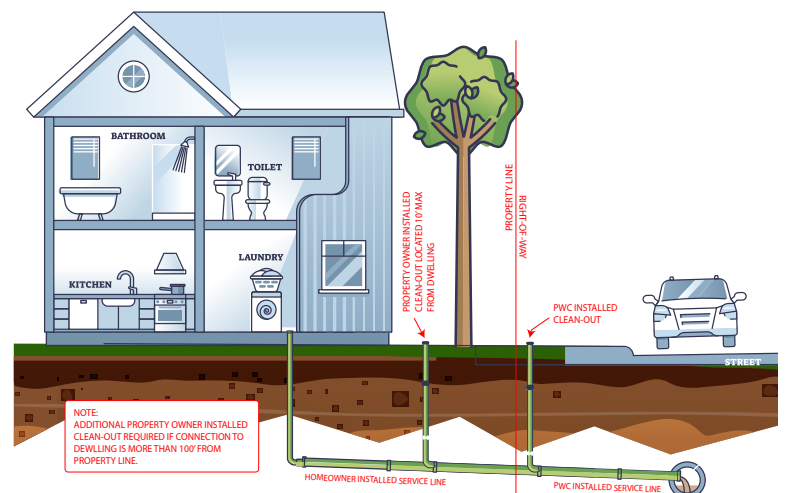 BATHROOM
TOILET
KITCHEN
LAUNDRY
PROPERTY OWNER INSTALLED
CLEAN-OUT LOCATED 10' MAX
FROM DWELLING
PROPERTY LINE
RIGHT-OF-WAY
PWC INSTALLED
CLEAN-OUT
STREET
NOTE:
ADDITIONAL PROPERTY OWNER INSTALLED
CLEAN-OUT REQUIRED IF CONNECTION TO
DEWLLING IS MORE THAN 100' FROM
PROPERTY LINE.
HOMEOWNER INSTALLED SERVICE LINE
PWC INSTALLED SERVICE LINE